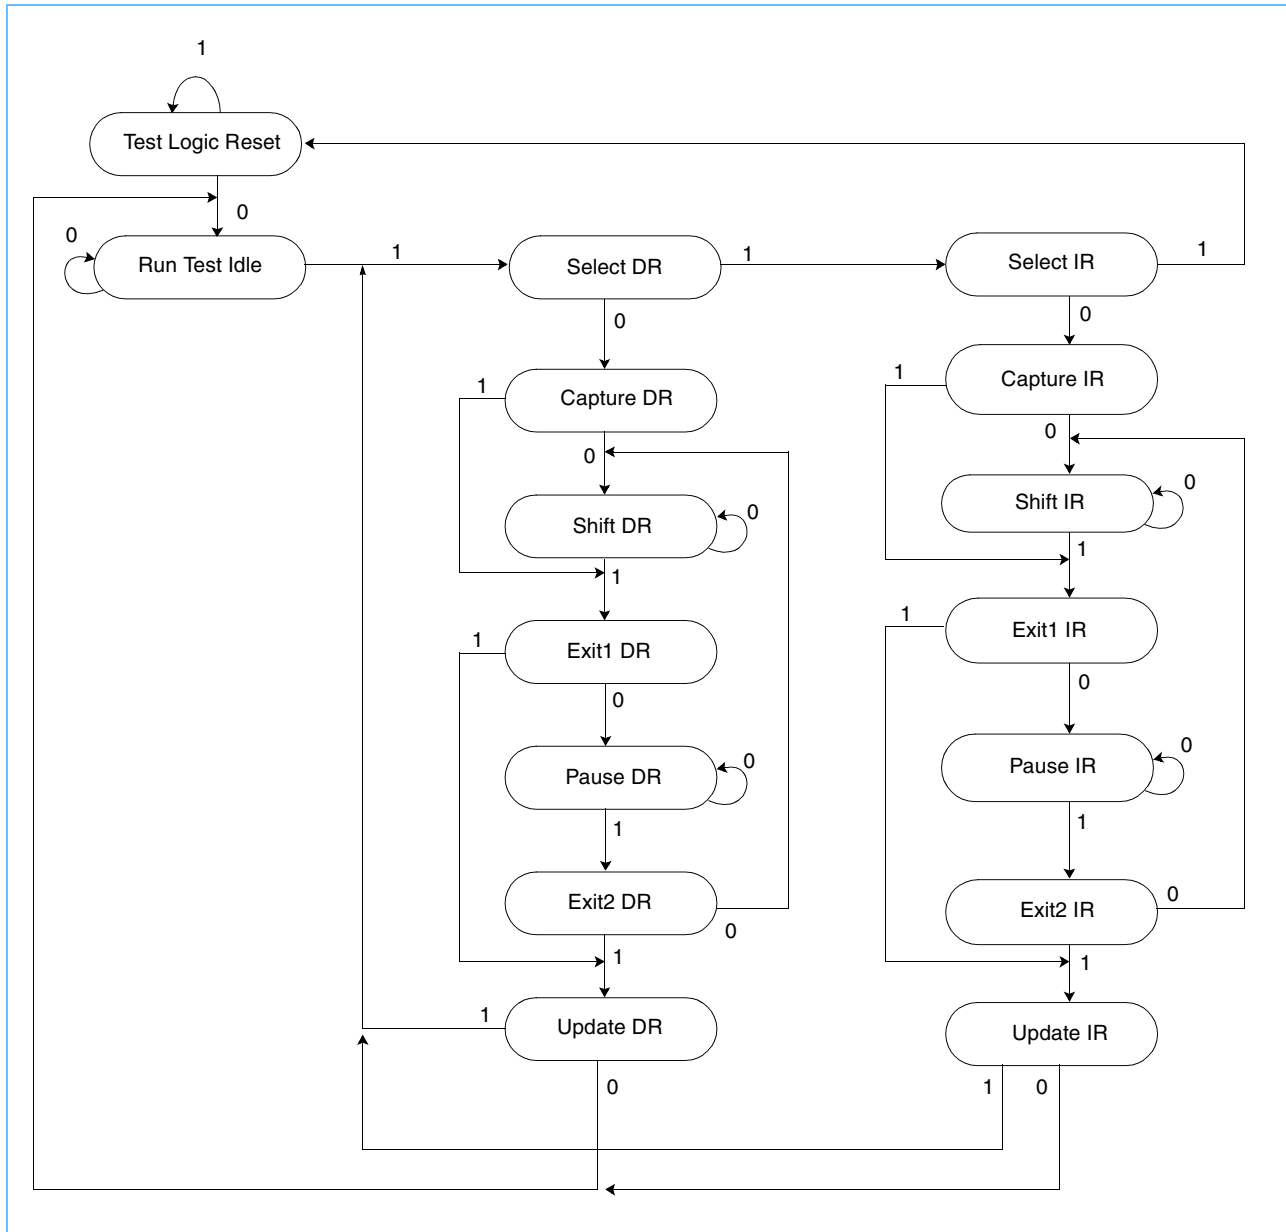 1
Test Logic Reset
0
0
Run Test Idle
1
Select DR
1
Select IR
1
0
0
1
Capture DR
1
Capture IR
0
0
Shift DR
0
Shift IR
0
1
1
1
Exit1 DR
1
Exit1 IR
0
0
Pause DR
0
Pause IR
0
1
1
Exit2 DR
0
Exit2 IR
0
1
1
1
Update DR
Update IR
0
1
0